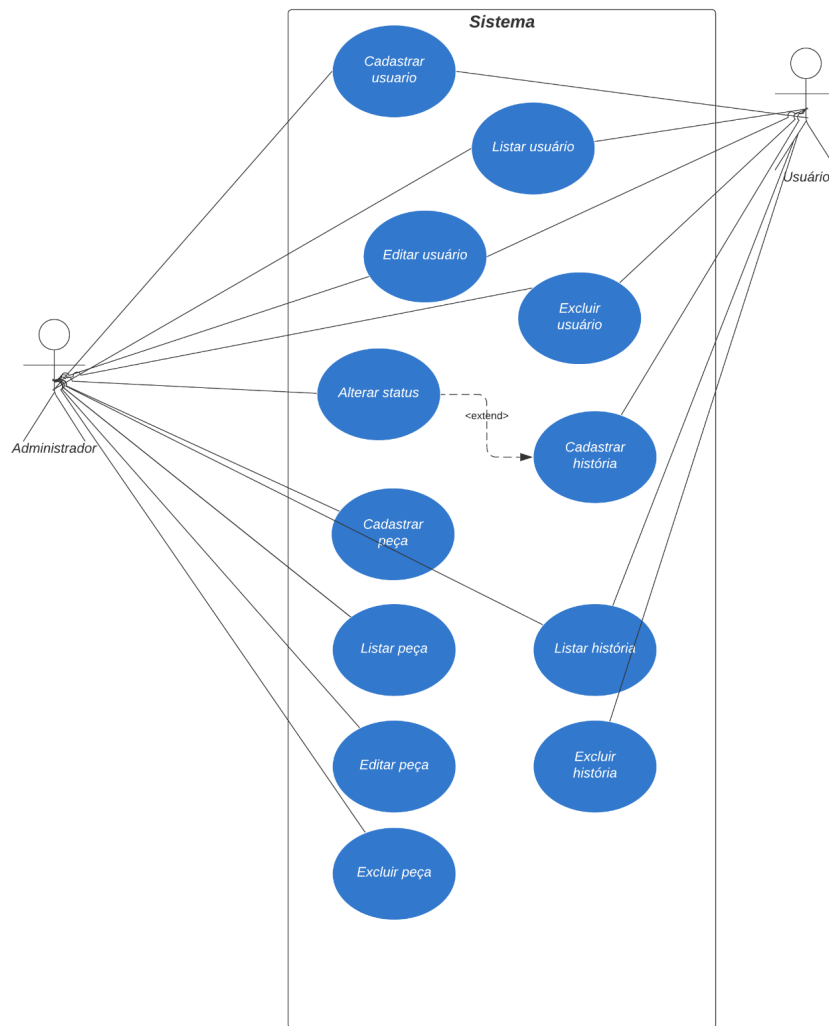 Sistema
Cadastrar
usuario
Listar usuário
Usuário
Editar usuário
Excluir
usuário
Alterar status
<extend>
Administrador
Cadastrar
história
Cadastrar
peça
Listar peça
Listar história
Editar peça
Excluir
história
Excluir peça